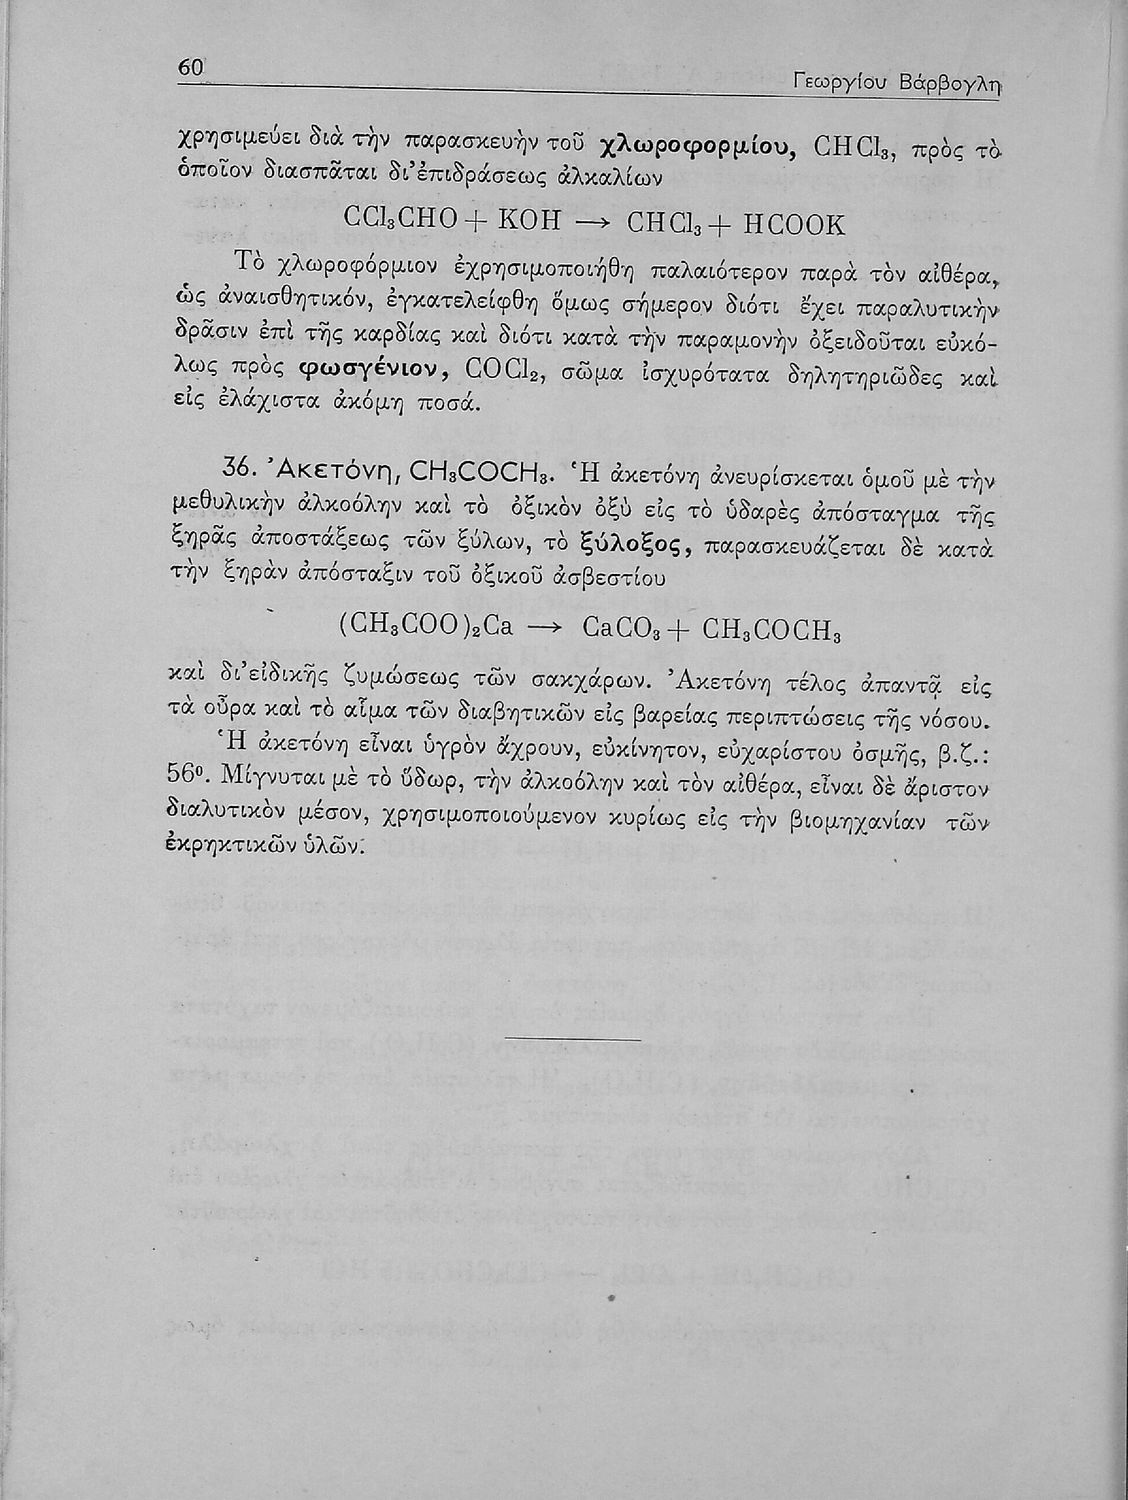 60
Γεωργίου Βάρβογλη
χρησιμεύει διὰ τὴν παρασκευὴν τοῦ χλωροφορμίου, CHCl₃, πρὸς τὸ
ὁποῖον διασπᾶται δι’ἐπιδράσεως ἀλκαλίων
CCl₃CHO + KOH → CHCl₃ + HCOOK
Τὸ χλωροφόρμιον ἐχρησιμοποιήθη παλαιότερον παρὰ τὸν αἰθέρα,
ὡς ἀναισθητικόν, ἐγκατελείφθη ὅμως σήμερον διότι ἔχει παραλυτικὴν
δρᾶσιν ἐπὶ τῆς καρδίας καὶ διότι κατὰ τὴν παραμονὴν ὀξειδοῦται εὐκό-
λως πρὸς φωσγένιον, COCl₂, σῶμα ἰσχυρότατα δηλητηριῶδες καὶ
εἰς ἐλάχιστα ἀκόμη ποσά.
36. Ἀκετόνη, CH₃COCH₃. Ἡ ἀκετόνη ἀνευρίσκεται ὁμοῦ μὲ τὴν
μεθυλικὴν ἀλκοόλην καὶ τὸ ὀξικὸν ὀξὺ εἰς τὸ ὑδαρὲς ἀπόσταγμα τῆς
ξηρᾶς ἀποστάξεως τῶν ξύλων, τὸ ξύλοξος, παρασκευάζεται δὲ κατὰ
τὴν ξηρὰν ἀπόσταξιν τοῦ ὀξικοῦ ἀσβεστίου
(CH₃COO)₂Ca → CaCO₃ + CH₃COCH₃
καὶ δι’εἰδικῆς ζυμώσεως τῶν σακχάρων. Ἀκετόνη τέλος ἀπαντᾷ εἰς
τὰ οὖρα καὶ τὸ αἷμα τῶν διαβητικῶν εἰς βαρείας περιπτώσεις τῆς νόσου.
Ἡ ἀκετόνη εἶναι ὑγρὸν ἄχρουν, εὐκίνητον, εὐχαρίστου ὀσμῆς, β.ζ.:
56⁰. Μίγνυται μὲ τὸ ὕδωρ, τὴν ἀλκοόλην καὶ τὸν αἰθέρα, εἶναι δὲ ἄριστον
διαλυτικὸν μέσον, χρησιμοποιούμενον κυρίως εἰς τὴν βιομηχανίαν τῶν
ἐκρηκτικῶν ὑλῶν.